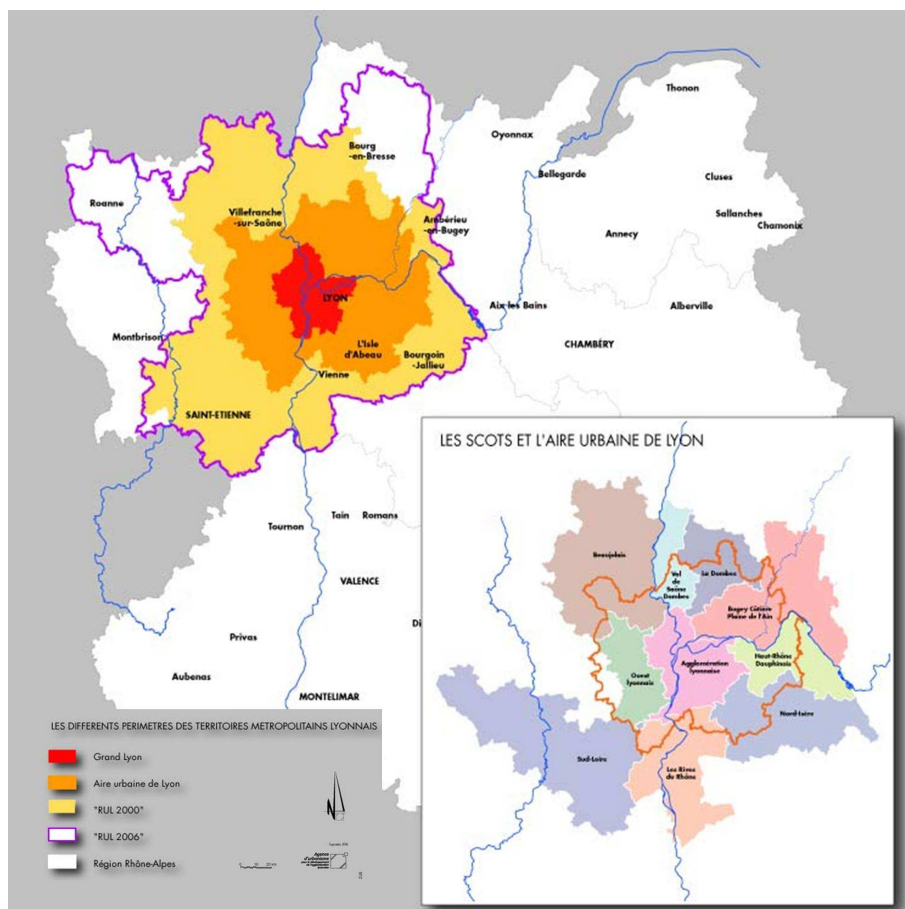 Thonon
Oyonnax
Bourg
-en-Bresse
Bellegarde
Cluses
Roanne
Villefranche
-sur-Saône
Ambérieu
-en-Bugey
Sallanches
Chamonix
Annecy
LYON
Aix les Bains
Alberville
Montbrison
L'Isle
d'Abeau
Bourgoin
-Jallieu
CHAMBÉRY
Vienne
SAINT-ETIENNE
Tournon
Tain
Romans
VALENCE
Di
Privas
Aubenas
MONTELIMAR
LES DIFFERENTS PERIMETRES DES TERRITOIRES METROPOLITAINS LYONNAIS
Grand Lyon
Aire urbaine de Lyon
"RUL 2000"
"RUL 2006"
Région Rhône-Alpes
N
Agence
d'urbanisme
LES SCOTS ET L'AIRE URBAINE DE LYON
Beaujolais
Val
de
Saône
Dombes
La Dombes
Bugey Côtière
Plaine de l'Ain
Ouest
lyonnais
Agglomération
lyonnaise
Haut-Rhône
Dauphinois
Nord-Isère
Sud-Loire
Les Rives
du Rhône